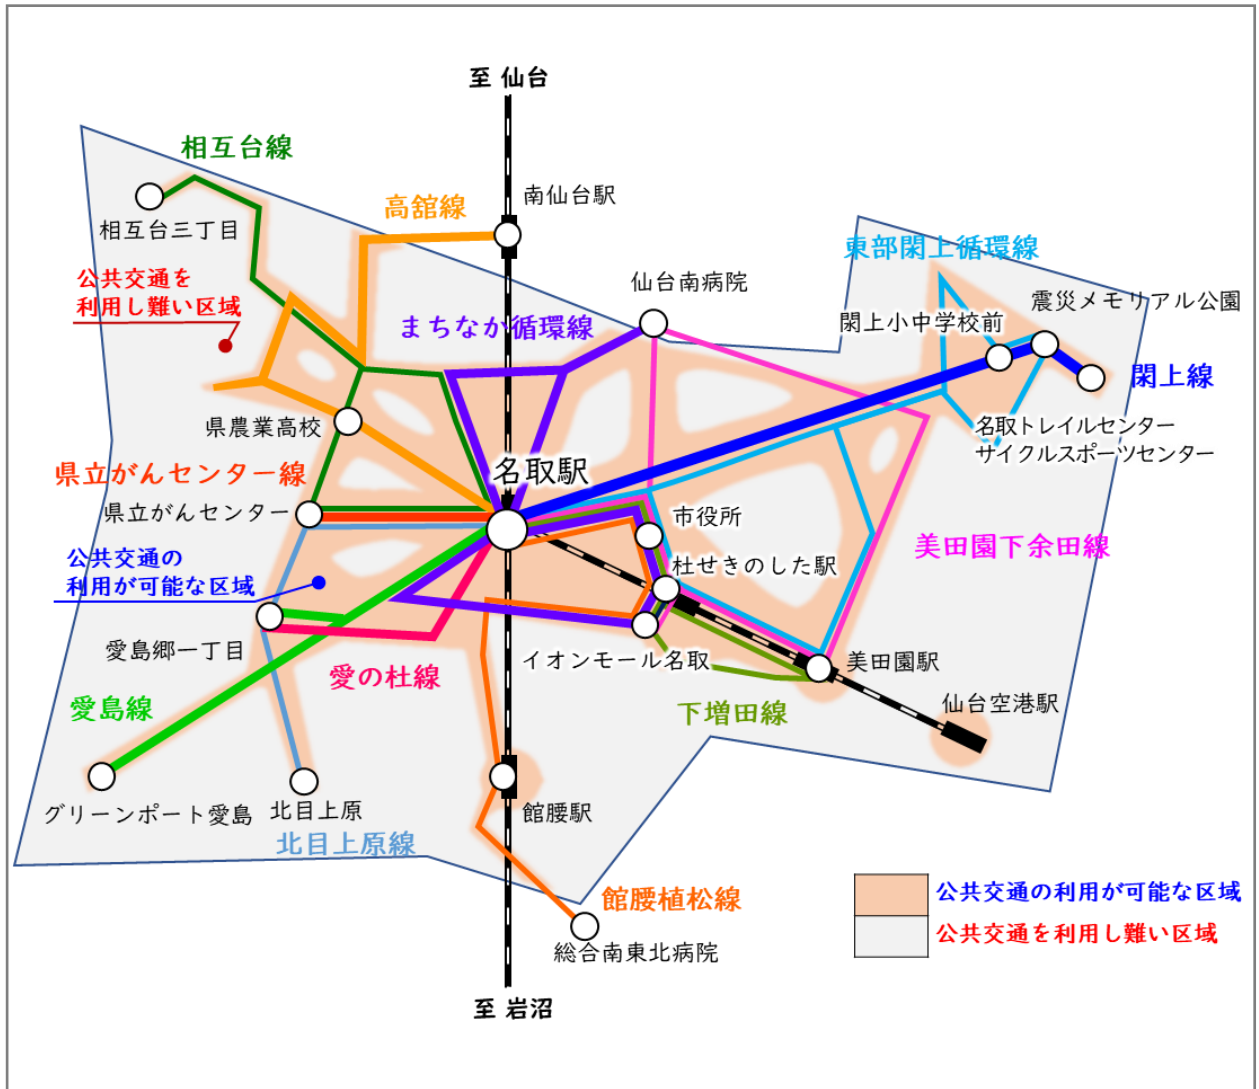 至 仙台
相互台線
南仙台駅
高舘線
相互台三丁目
東部閖上循環線
公共交通を
利用し難い区域
仙台南病院
震災メモリアル公園
まちなか循環線
閖上小中学校前
閖上線
県農業高校
名取トレイルセンター
サイクルスポーツセンター
県立がんセンター線
名取駅
県立がんセンター
市役所
美田園下余田線
公共交通の
利用が可能な区域
杜せきのした駅
愛島郷一丁目
イオンモール名取
美田園駅
愛の杜線
愛島線
下増田線
仙台空港駅
グリーンポート愛島
北目上原
館腰駅
北目上原線
館腰植松線
公共交通の利用が可能な区域
公共交通を利用し難い区域
総合南東北病院
至 岩沼